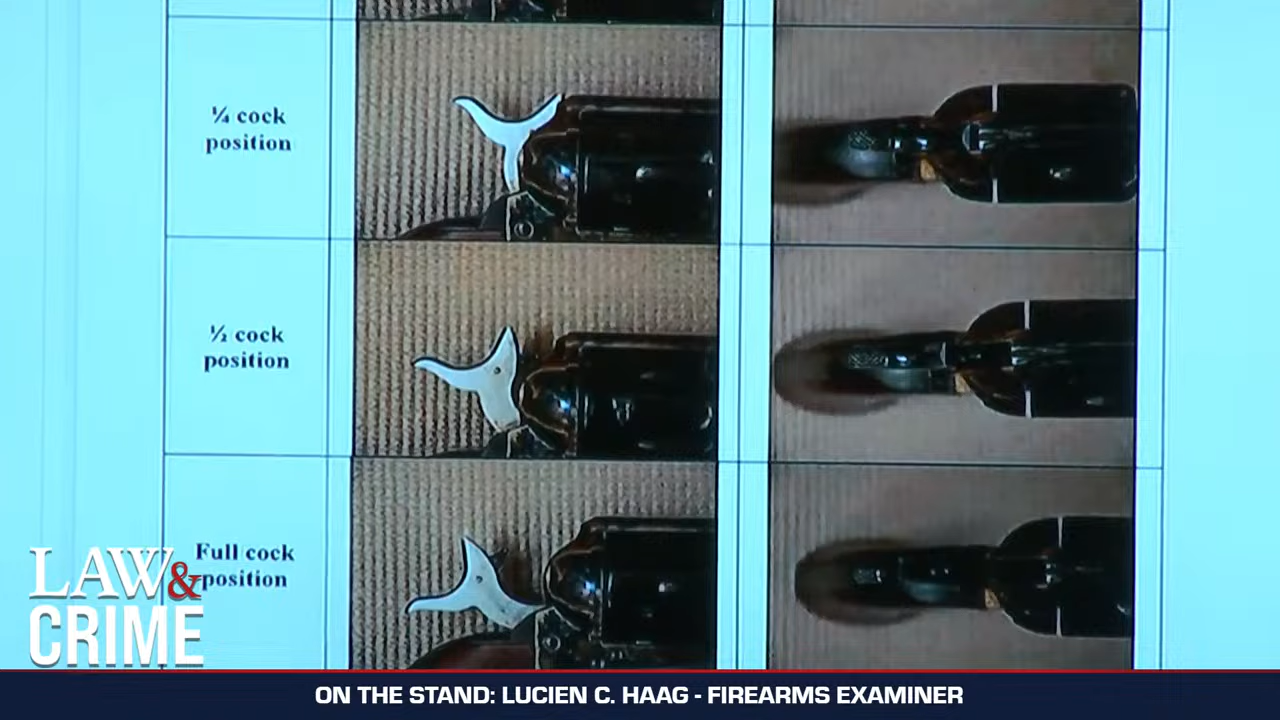 ¼ cock
position
½ cock
position
Full cock
position
LAW&
CRIME
ON THE STAND: LUCIEN C. HAAG - FIREARMS EXAMINER